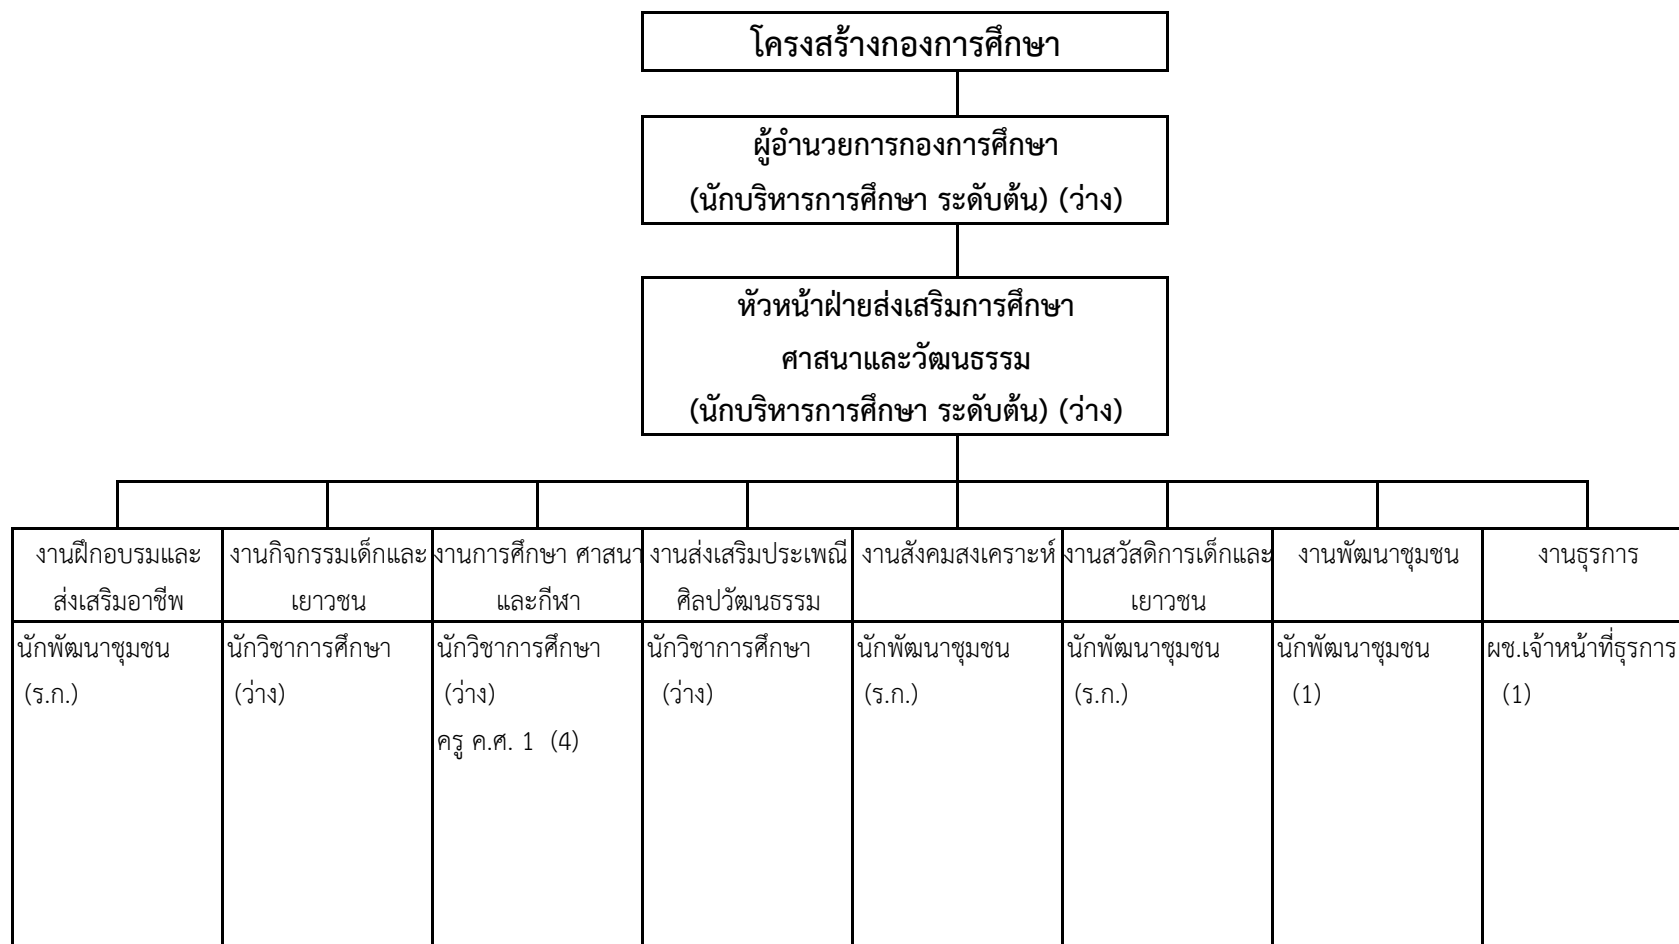 โครงสร้างกองการศึกษา
ผู้อำนวยการกองการศึกษา
(นักบริหารการศึกษา ระดับต้น) (ว่าง)
หัวหน้าฝ่ายส่งเสริมการศึกษา
ศาสนาและวัฒนธรรม
(นักบริหารการศึกษา ระดับต้น) (ว่าง)
งานฝึกอบรมและ
ส่งเสริมอาชีพ
งานกิจกรรมเด็กและ
เยาวชน
งานการศึกษา ศาสนา
และกีฬา
งานส่งเสริมประเพณี
ศิลปวัฒนธรรม
งานสังคมสงเคราะห์
งานสวัสดิการเด็กและ
เยาวชน
งานพัฒนาชุมชน
งานธุรการ
นักพัฒนาชุมชน
(ร.ก.)
นักวิชาการศึกษา
(ว่าง)
นักวิชาการศึกษา
(ว่าง)
ครู ค.ศ. 1 (4)
นักวิชาการศึกษา
(ว่าง)
นักพัฒนาชุมชน
(ร.ก.)
นักพัฒนาชุมชน
(ร.ก.)
นักพัฒนาชุมชน
(1)
ผช.เจ้าหน้าที่ธุรการ
(1)